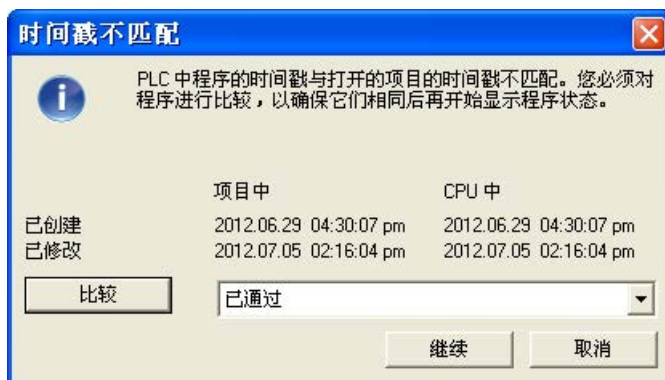 时间戳不匹配
PLC 中程序的时间戳与打开的项目的时间戳不匹配。您必须对
程序进行比较，以确保它们相同后再开始显示程序状态。
项目中 CPU 中
已创建 2012.06.29 04:30:07 pm 2012.06.29 04:30:07 pm
已修改 2012.07.05 02:16:04 pm 2012.07.05 02:16:04 pm
比较 已通过
继续 取消